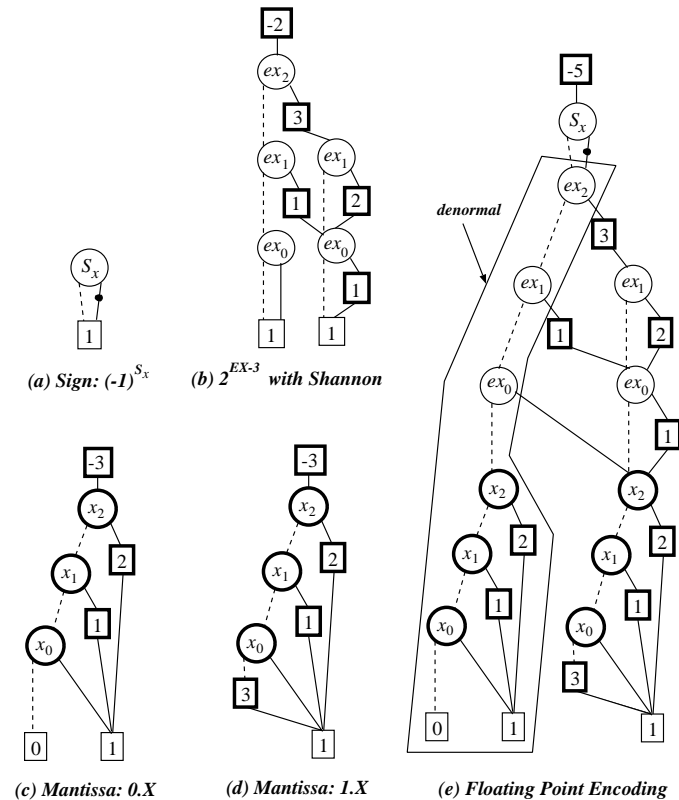 -2
ex2
3
ex1
ex1
1
2
ex0
ex0
1
1
1
(b) 2^EX-3 with Shannon
Sx
1
(a) Sign: (-1)^Sx
-5
Sx
ex2
denormal
3
ex1
ex1
1
2
ex0
ex0
1
x2
x2
2
2
x1
x1
1
1
x0
x0
3
0
1
1
(e) Floating Point Encoding
-3
x2
2
x1
1
x0
0
1
(c) Mantissa: 0.X
-3
x2
2
x1
1
x0
3
1
(d) Mantissa: 1.X